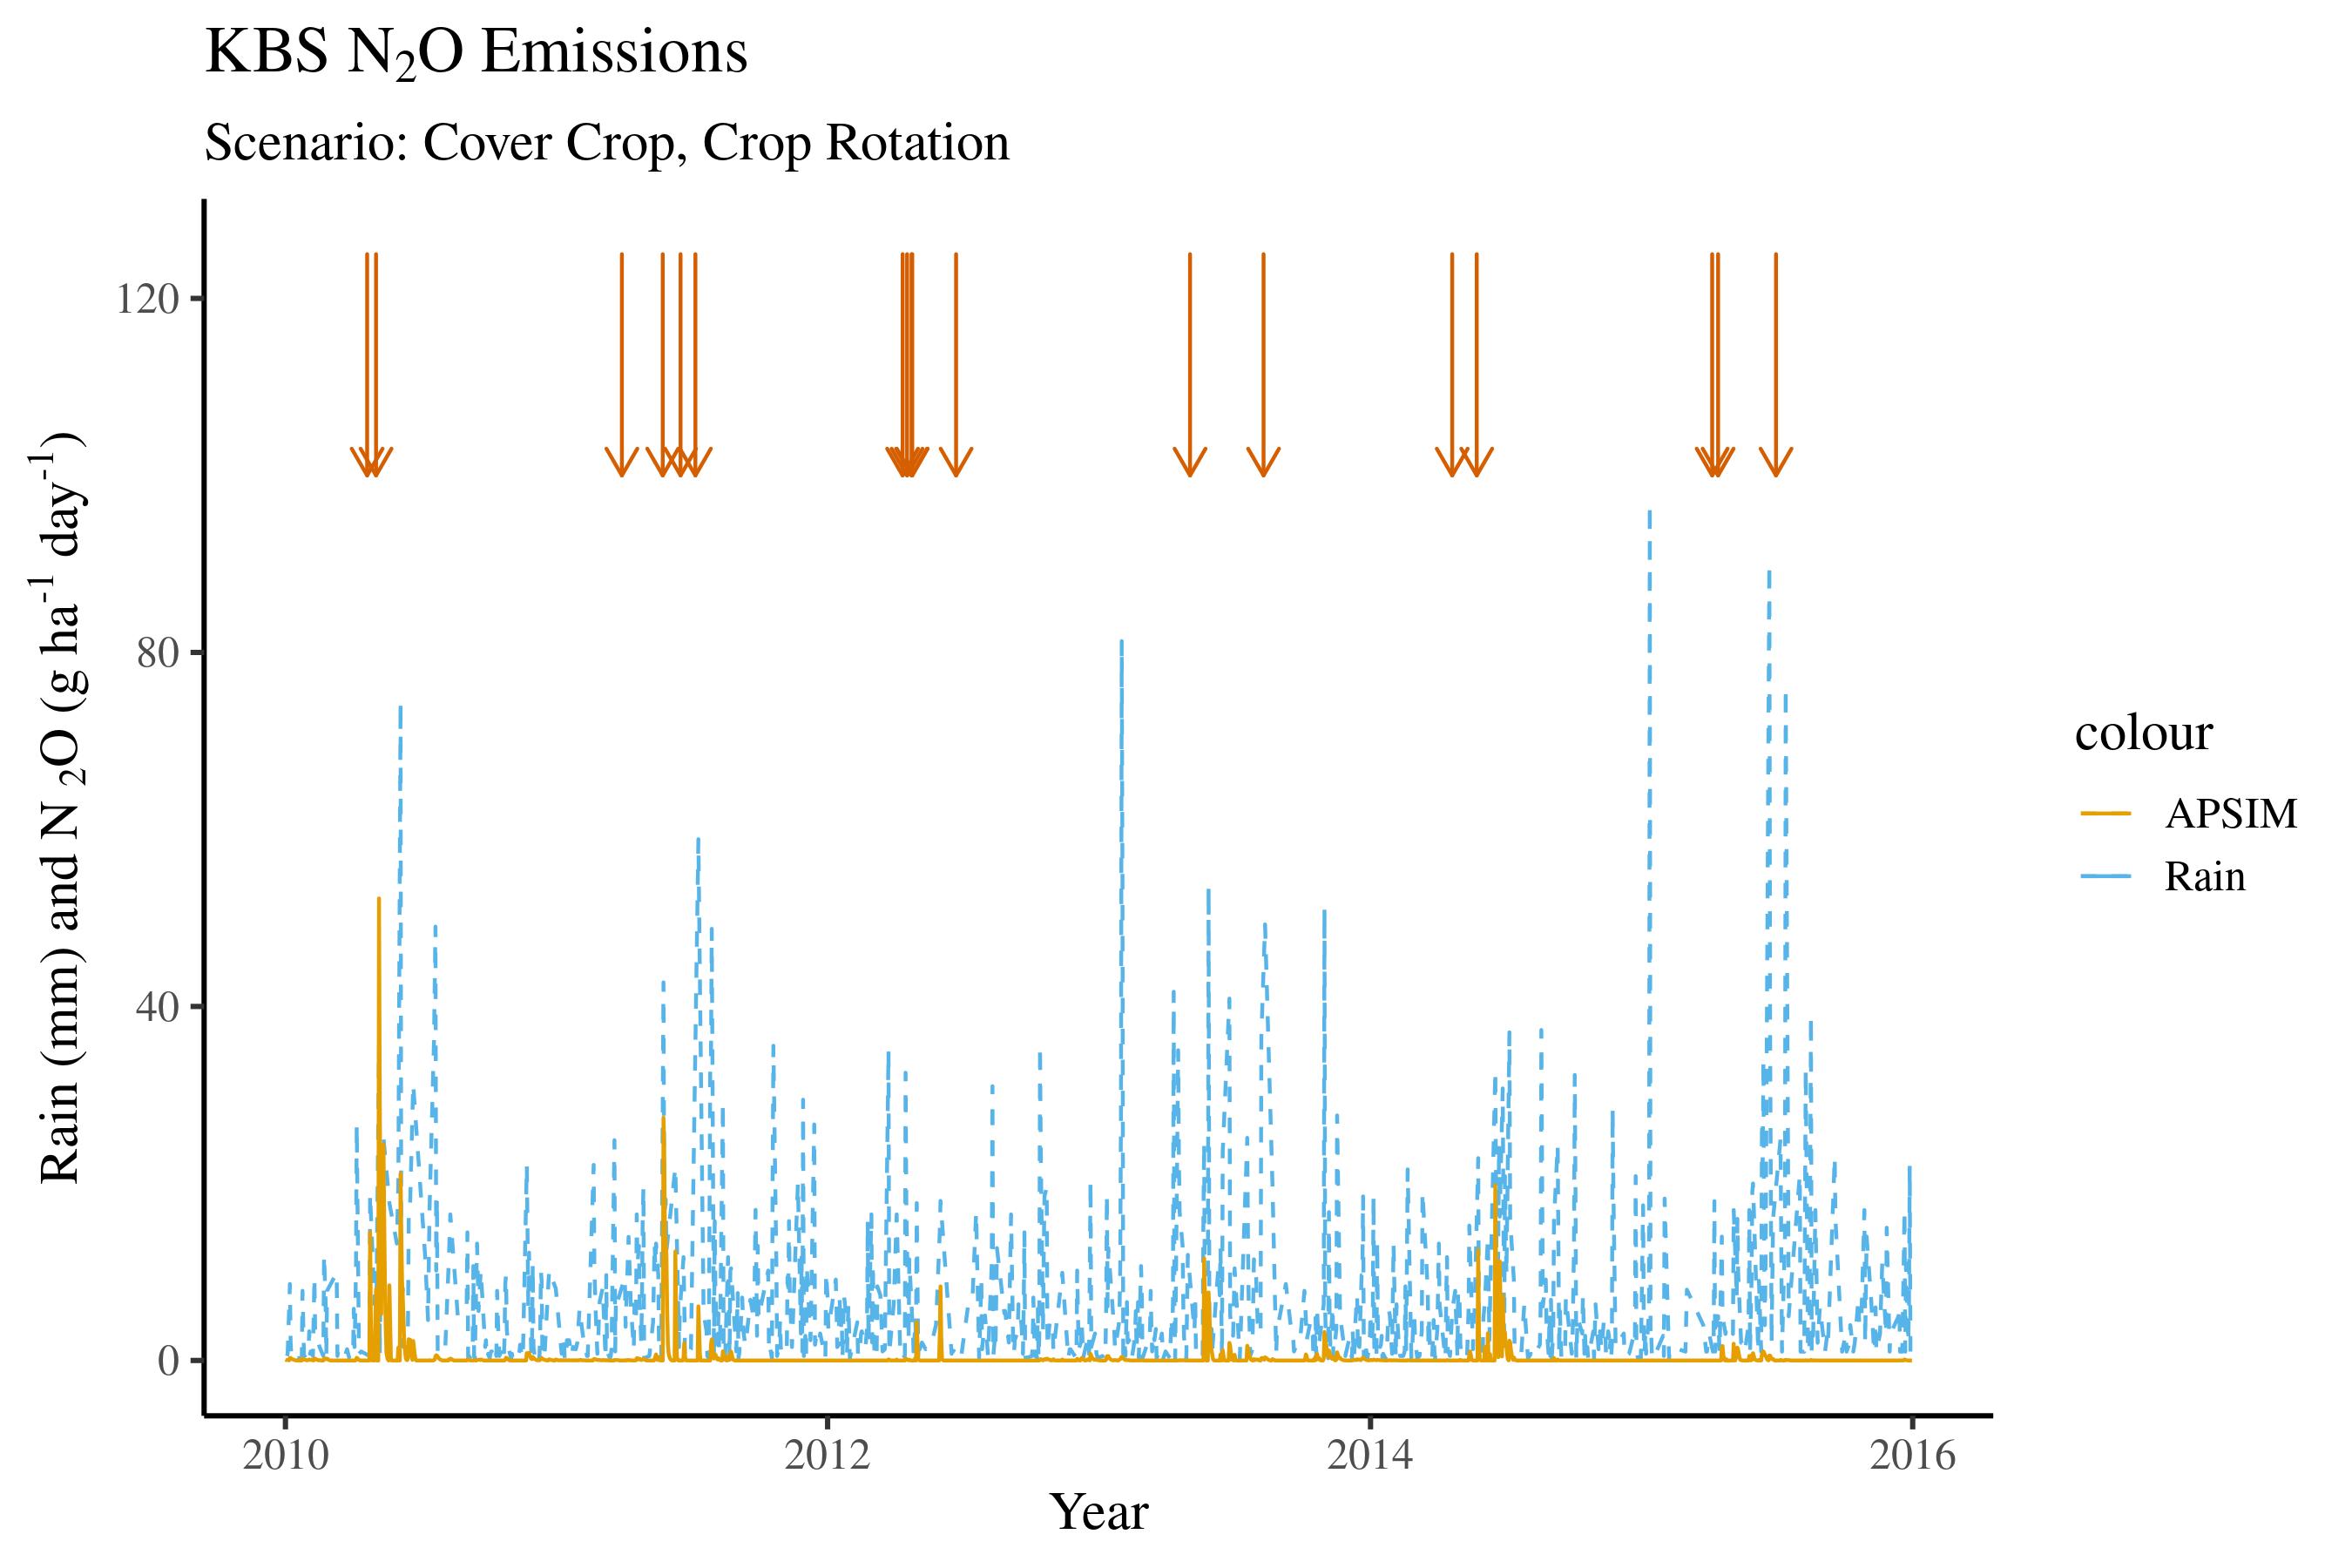 KBS N₂O Emissions
Scenario: Cover Crop, Crop Rotation
Rain (mm) and N ₂O (g ha⁻¹ day⁻¹)
120
80
40
0
2010
2012
2014
2016
Year
colour
APSIM
Rain